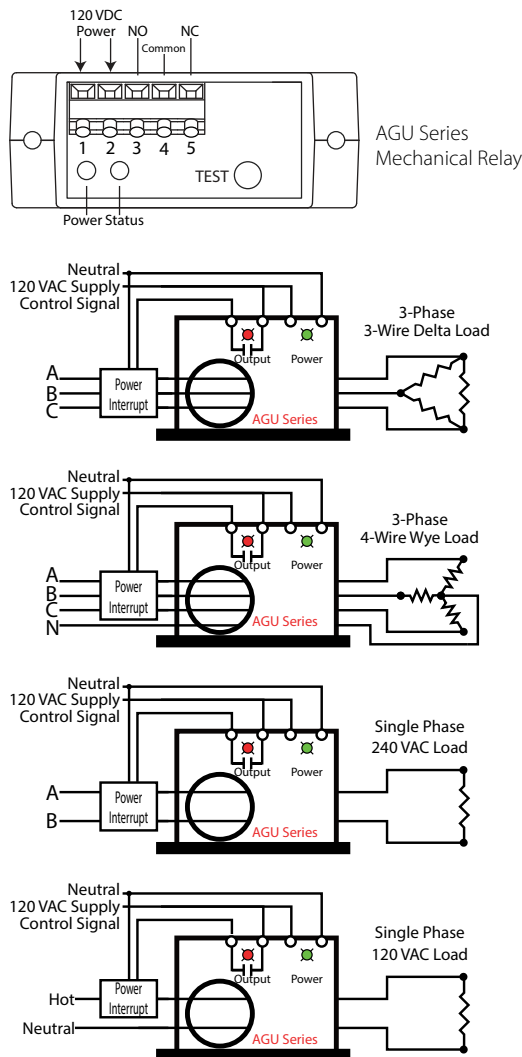 120 VDC
Power
NO
Common
NC
1 2 3 4 5
TEST
Power Status
AGU Series
Mechanical Relay
Neutral
120 VAC Supply
Control Signal
3-Phase
3-Wire Delta Load
Output
Power
A
B
C
Power
Interrupt
AGU Series
Neutral
120 VAC Supply
Control Signal
3-Phase
4-Wire Wye Load
Output
Power
A
B
C
N
Power
Interrupt
AGU Series
Neutral
120 VAC Supply
Control Signal
Single Phase
240 VAC Load
Output
Power
A
B
Power
Interrupt
AGU Series
Neutral
120 VAC Supply
Control Signal
Single Phase
120 VAC Load
Output
Power
Hot
Neutral
Power
Interrupt
AGU Series